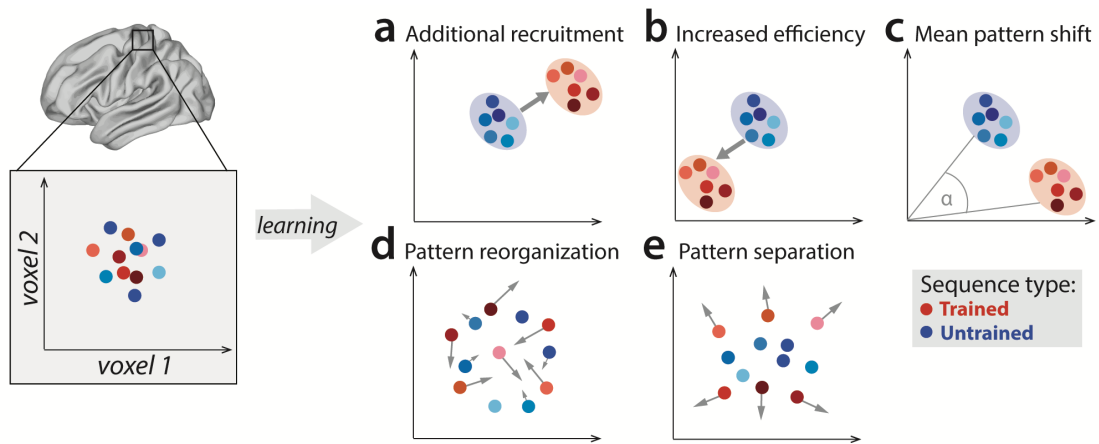 a Additional recruitment
b Increased efficiency
c Mean pattern shift
α
voxel 2
voxel 1
learning
d Pattern reorganization
e Pattern separation
Sequence type:
Trained
Untrained